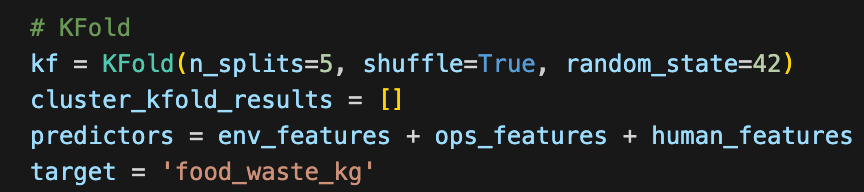 # KFold
kf = KFold(n_splits=5, shuffle=True, random_state=42)
cluster_kfold_results = []
predictors = env_features + ops_features + human_features
target = 'food_waste_kg'